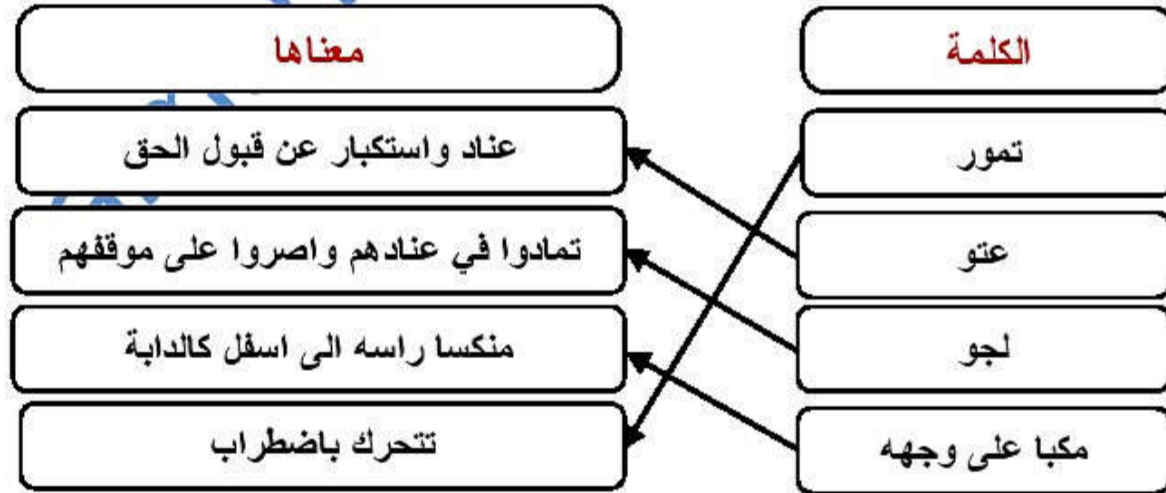 الكلمة
معناها
تمور
عناد واستكبار عن قبول الحق
عتو
تمادوا في عنادهم واصروا على موقفهم
لجو
منكسا راسه الى اسفل كالدابة
مكبا على وجهه
تتحرك باضطراب